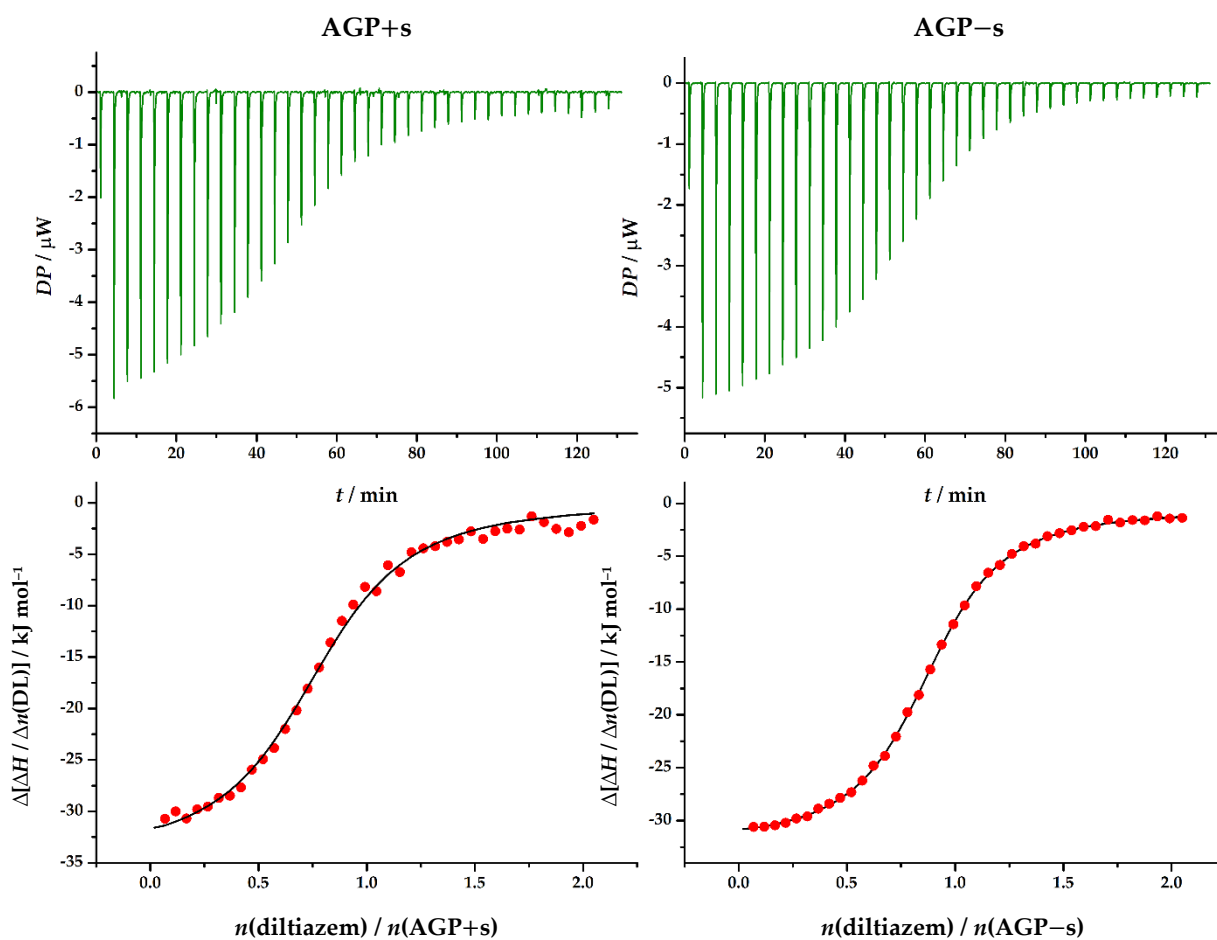 AGP+s
AGP−s
DP / μW
0
-1
-2
-3
-4
-5
-6
0 20 40 60 80 100 120
t / min
DP / μW
0
-1
-2
-3
-4
-5
0 20 40 60 80 100 120
t / min
Δ[ΔH / Δn(DL)] / kJ mol⁻¹
0
-5
-10
-15
-20
-25
-30
-35
0.0 0.5 1.0 1.5 2.0
n(diltiazem) / n(AGP+s)
Δ[ΔH / Δn(DL)] / kJ mol⁻¹
0
-5
-10
-15
-20
-25
-30
0.0 0.5 1.0 1.5 2.0
n(diltiazem) / n(AGP−s)